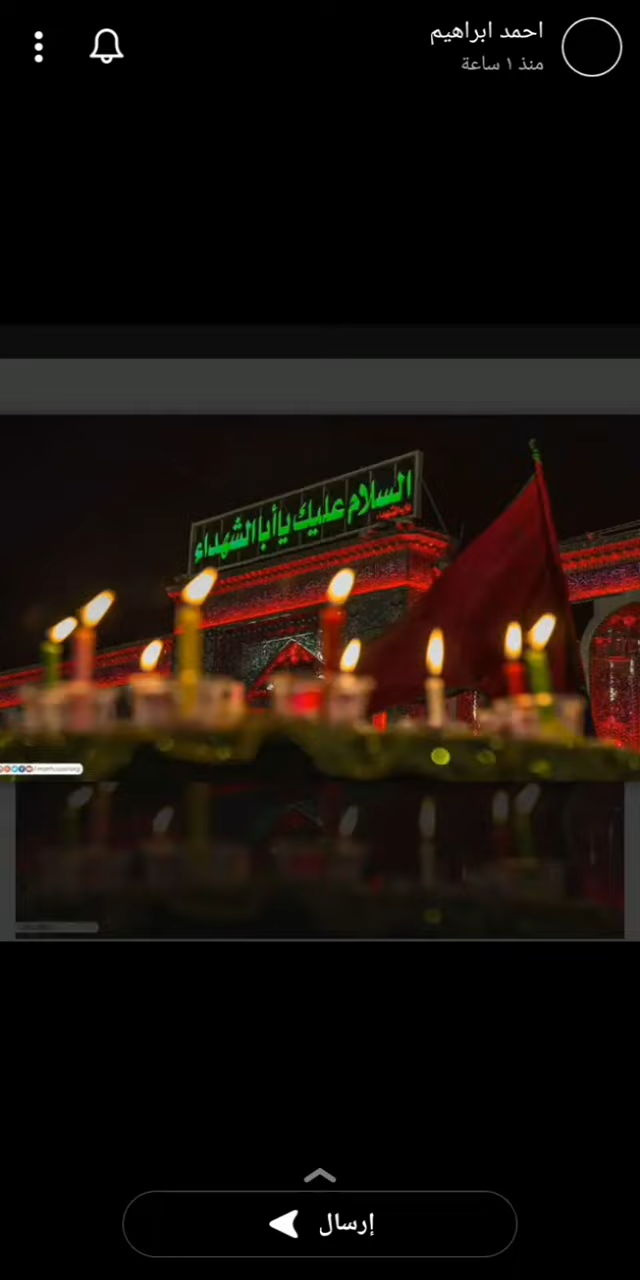 احمد ابراهيم
منذ ١ ساعة
السلام عليك يا أبا الشهداء
إرسال